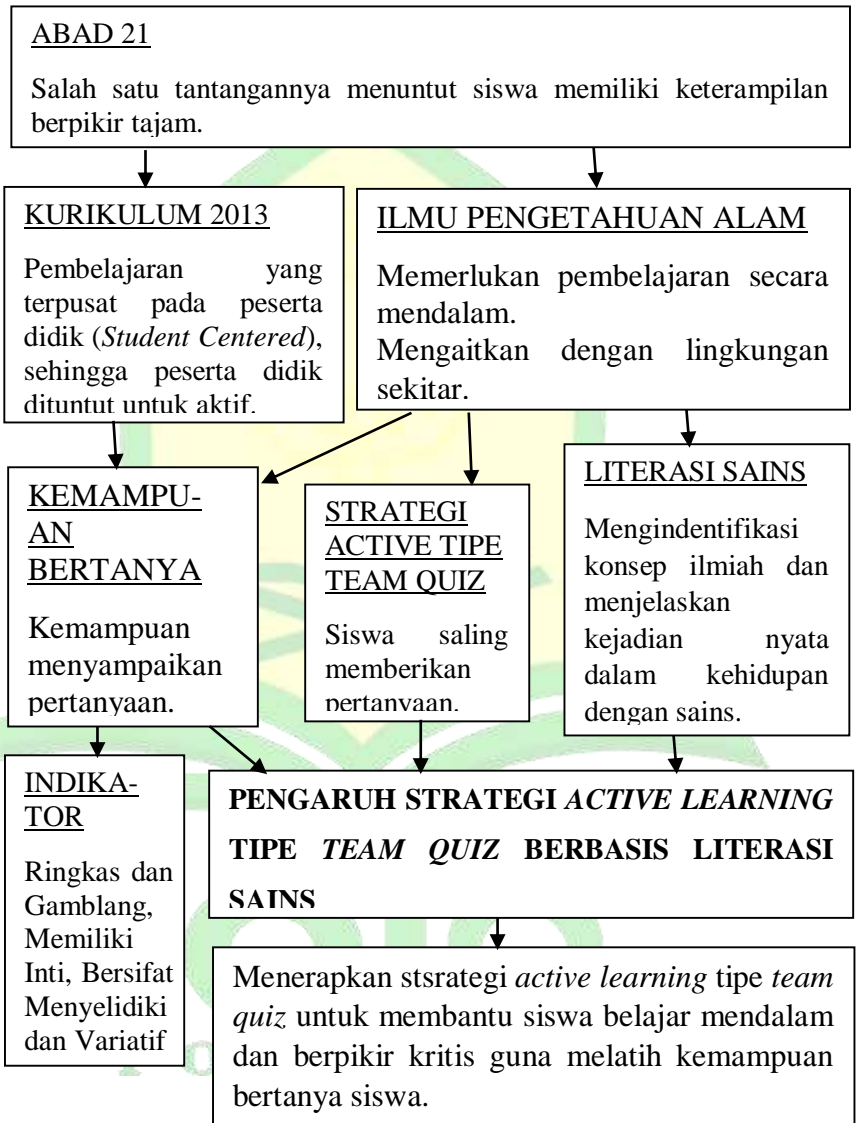 ABAD 21
Salah satu tantangannya menuntut siswa memiliki keterampilan
berpikir tajam.
KURIKULUM 2013
Pembelajaran yang
terpusat pada peserta
didik (Student Centered),
sehingga peserta didik
dituntut untuk aktif.
ILMU PENGETAHUAN ALAM
Memerlukan pembelajaran secara
mendalam.
Mengaitkan dengan lingkungan
sekitar.
KEMAMPU-
AN
BERTANYA
Kemampuan
menyampaikan
pertanyaan.
STRATEGI
ACTIVE TIPE
TEAM QUIZ
Siswa saling
memberikan
pertanyaan.
LITERASI SAINS
Mengindentifikasi
konsep ilmiah dan
menjelaskan
kejadian nyata
dalam kehidupan
dengan sains.
INDIKA-
TOR
Ringkas dan
Gamblang,
Memiliki
Inti, Bersifat
Menyelidiki
dan Variatif
PENGARUH STRATEGI ACTIVE LEARNING
TIPE TEAM QUIZ BERBASIS LITERASI
SAINS
Menerapkan stsrategi active learning tipe team
quiz untuk membantu siswa belajar mendalam
dan berpikir kritis guna melatih kemampuan
bertanya siswa.